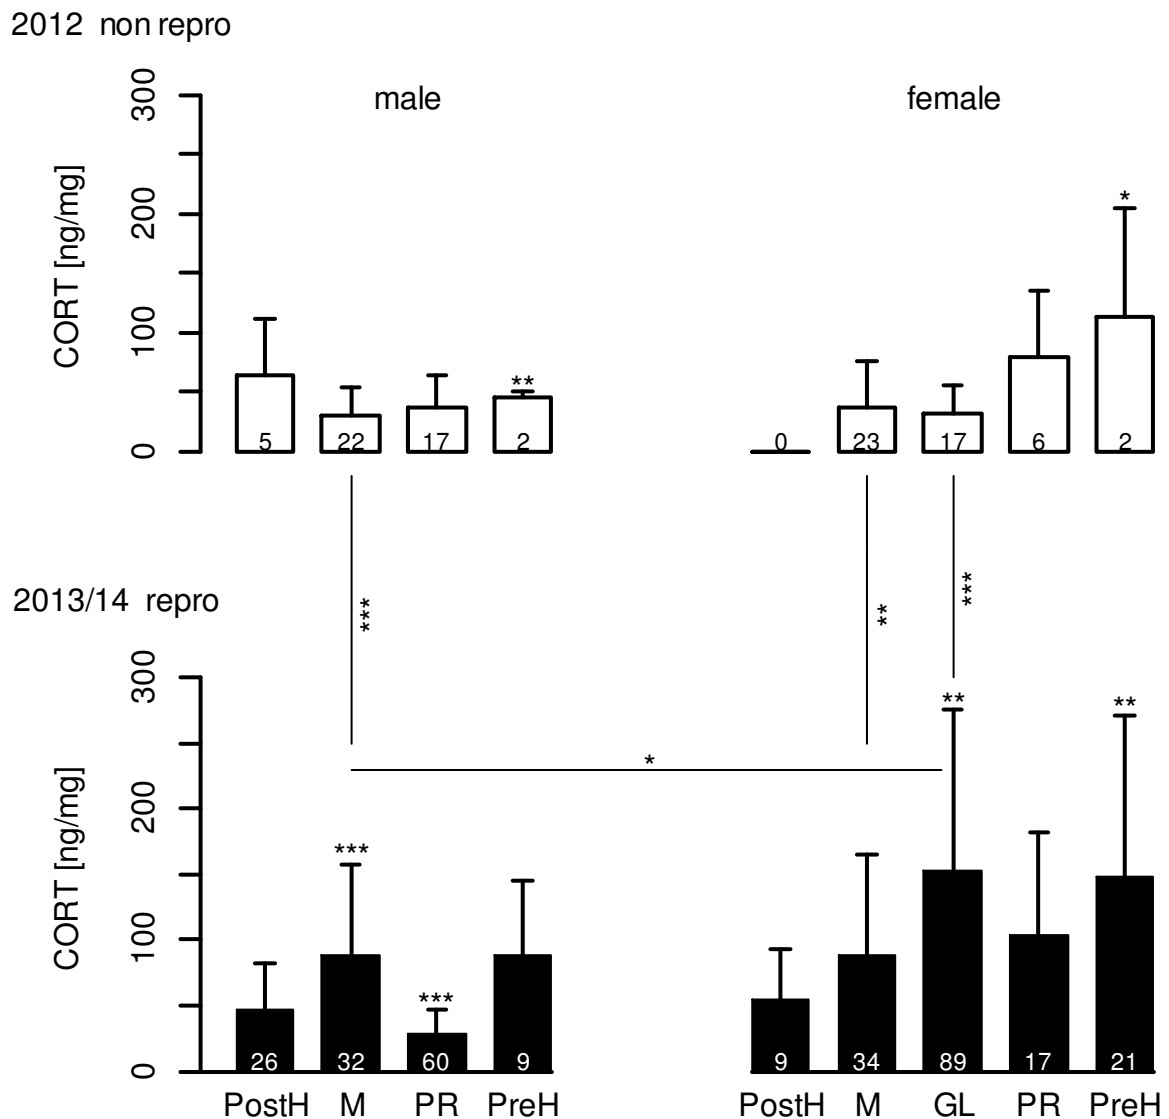 2012 non repro
male female
CORT [ng/mg]
300
200
100
0
**
*
5 22 17 2 0 23 17 6 2
***
**
***
2013/14 repro
CORT [ng/mg]
300
200
100
0
*
***
***
**
**
26 32 60 9 9 34 89 17 21
PostH M PR PreH PostH M GL PR PreH